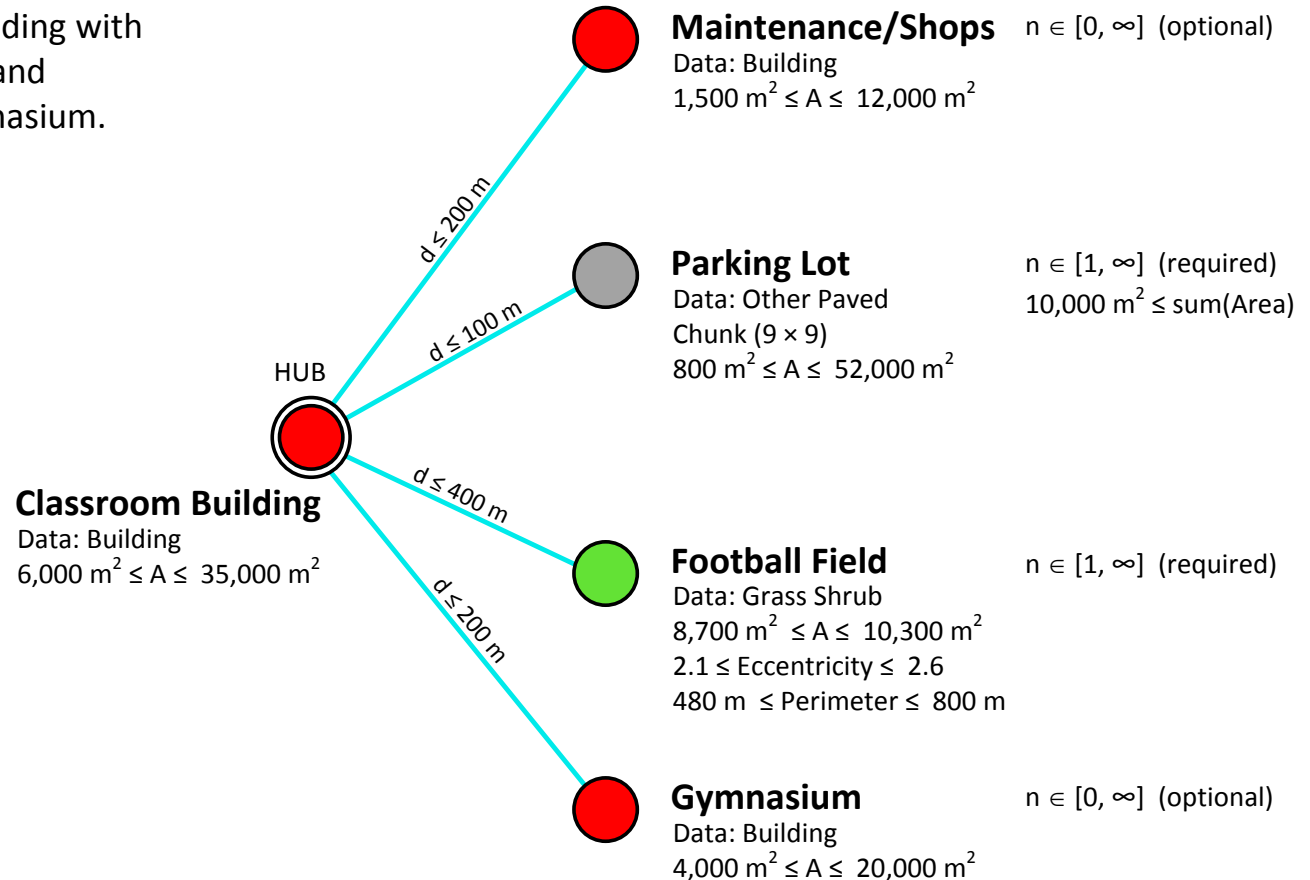 ding with
and
nasium.
Maintenance/Shops n ∈ [0, ∞] (optional)
Data: Building
1,500 m² ≤ A ≤ 12,000 m²
d ≤ 200 m
Parking Lot n ∈ [1, ∞] (required)
Data: Other Paved 10,000 m² ≤ sum(Area)
Chunk (9 × 9)
800 m² ≤ A ≤ 52,000 m²
d ≤ 100 m
HUB
Classroom Building
Data: Building
6,000 m² ≤ A ≤ 35,000 m²
d ≤ 400 m
Football Field n ∈ [1, ∞] (required)
Data: Grass Shrub
8,700 m² ≤ A ≤ 10,300 m²
2.1 ≤ Eccentricity ≤ 2.6
480 m ≤ Perimeter ≤ 800 m
d ≤ 200 m
Gymnasium n ∈ [0, ∞] (optional)
Data: Building
4,000 m² ≤ A ≤ 20,000 m²